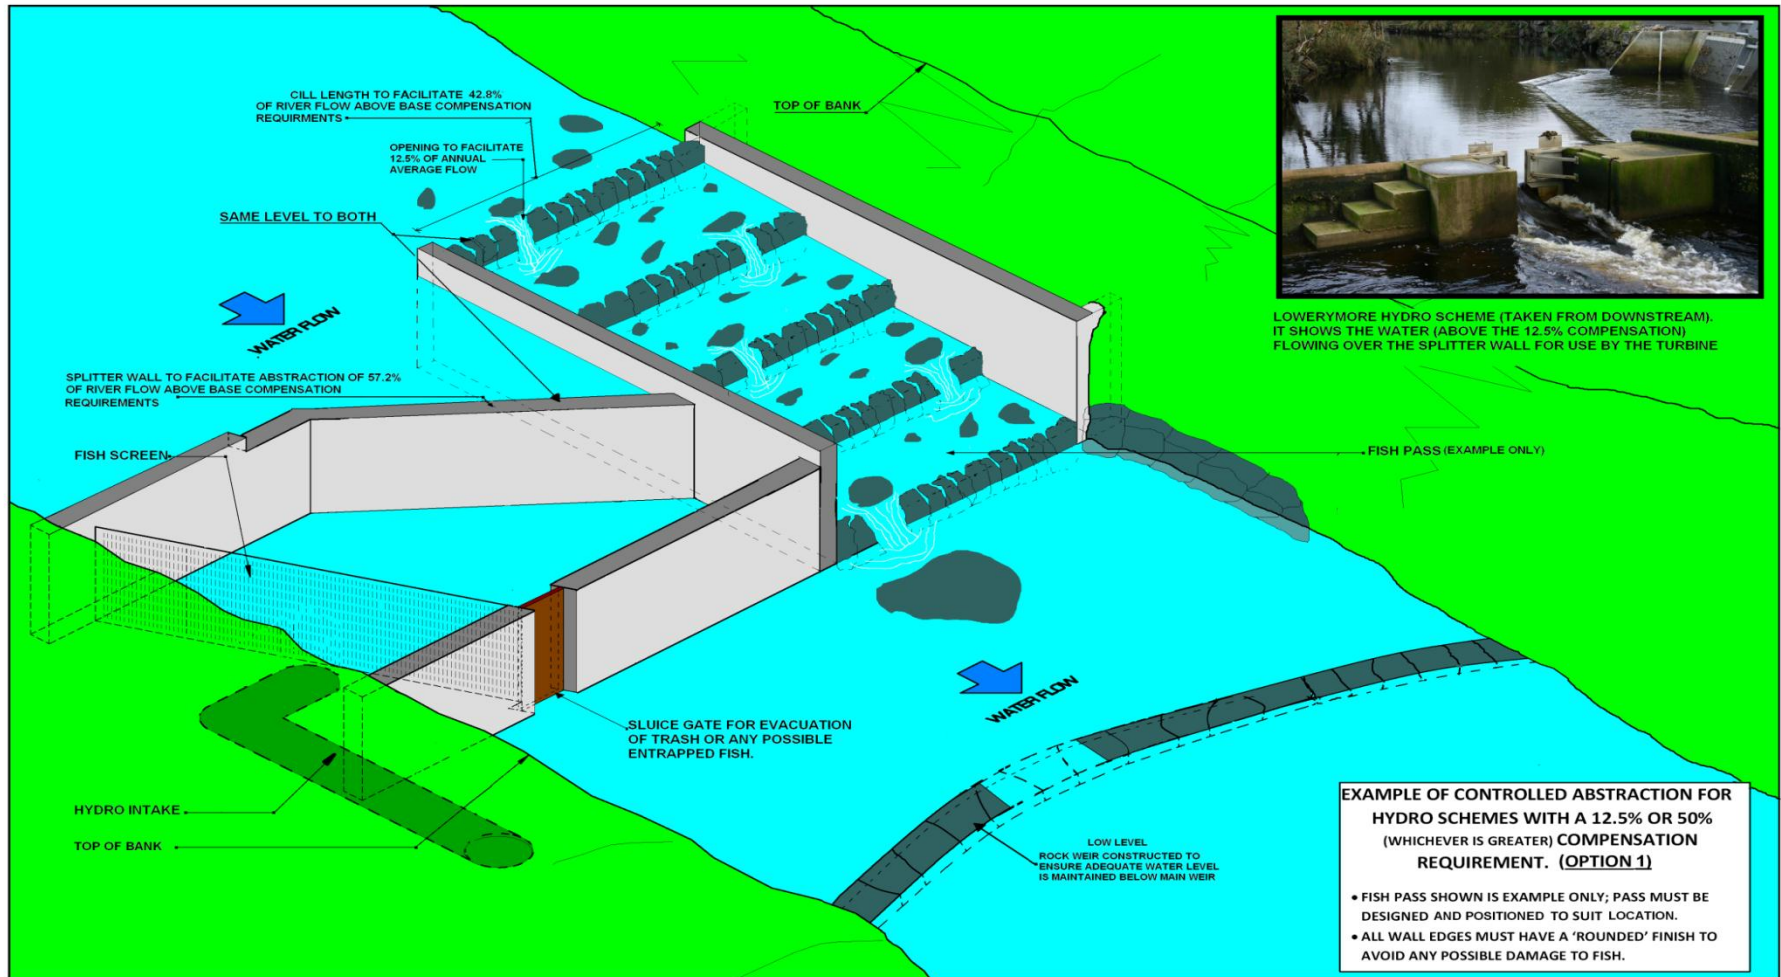 CILL LENGTH TO FACILITATE 42.8%
OF RIVER FLOW ABOVE BASE COMPENSATION
REQUIRMENTS
OPENING TO FACILITATE
12.5% OF ANNUAL
AVERAGE FLOW
SAME LEVEL TO BOTH
TOP OF BANK
LOWERYMORE HYDRO SCHEME (TAKEN FROM DOWNSTREAM).
IT SHOWS THE WATER (ABOVE THE 12.5% COMPENSATION)
FLOWING OVER THE SPLITTER WALL FOR USE BY THE TURBINE
WATER FLOW
SPLITTER WALL TO FACILITATE ABSTRACTION OF 57.2%
OF RIVER FLOW ABOVE BASE COMPENSATION
REQUIREMENTS
FISH SCREEN
FISH PASS (EXAMPLE ONLY)
WATER FLOW
SLUICE GATE FOR EVACUATION
OF TRASH OR ANY POSSIBLE
ENTRAPPED FISH.
HYDRO INTAKE
TOP OF BANK
LOW LEVEL
ROCK WEIR CONSTRUCTED TO
ENSURE ADEQUATE WATER LEVEL
IS MAINTAINED BELOW MAIN WEIR
EXAMPLE OF CONTROLLED ABSTRACTION FOR
HYDRO SCHEMES WITH A 12.5% OR 50%
(WHICHEVER IS GREATER) COMPENSATION
REQUIREMENT. (OPTION 1)
• FISH PASS SHOWN IS EXAMPLE ONLY; PASS MUST BE
DESIGNED AND POSITIONED TO SUIT LOCATION.
• ALL WALL EDGES MUST HAVE A ‘ROUNDED’ FINISH TO
AVOID ANY POSSIBLE DAMAGE TO FISH.